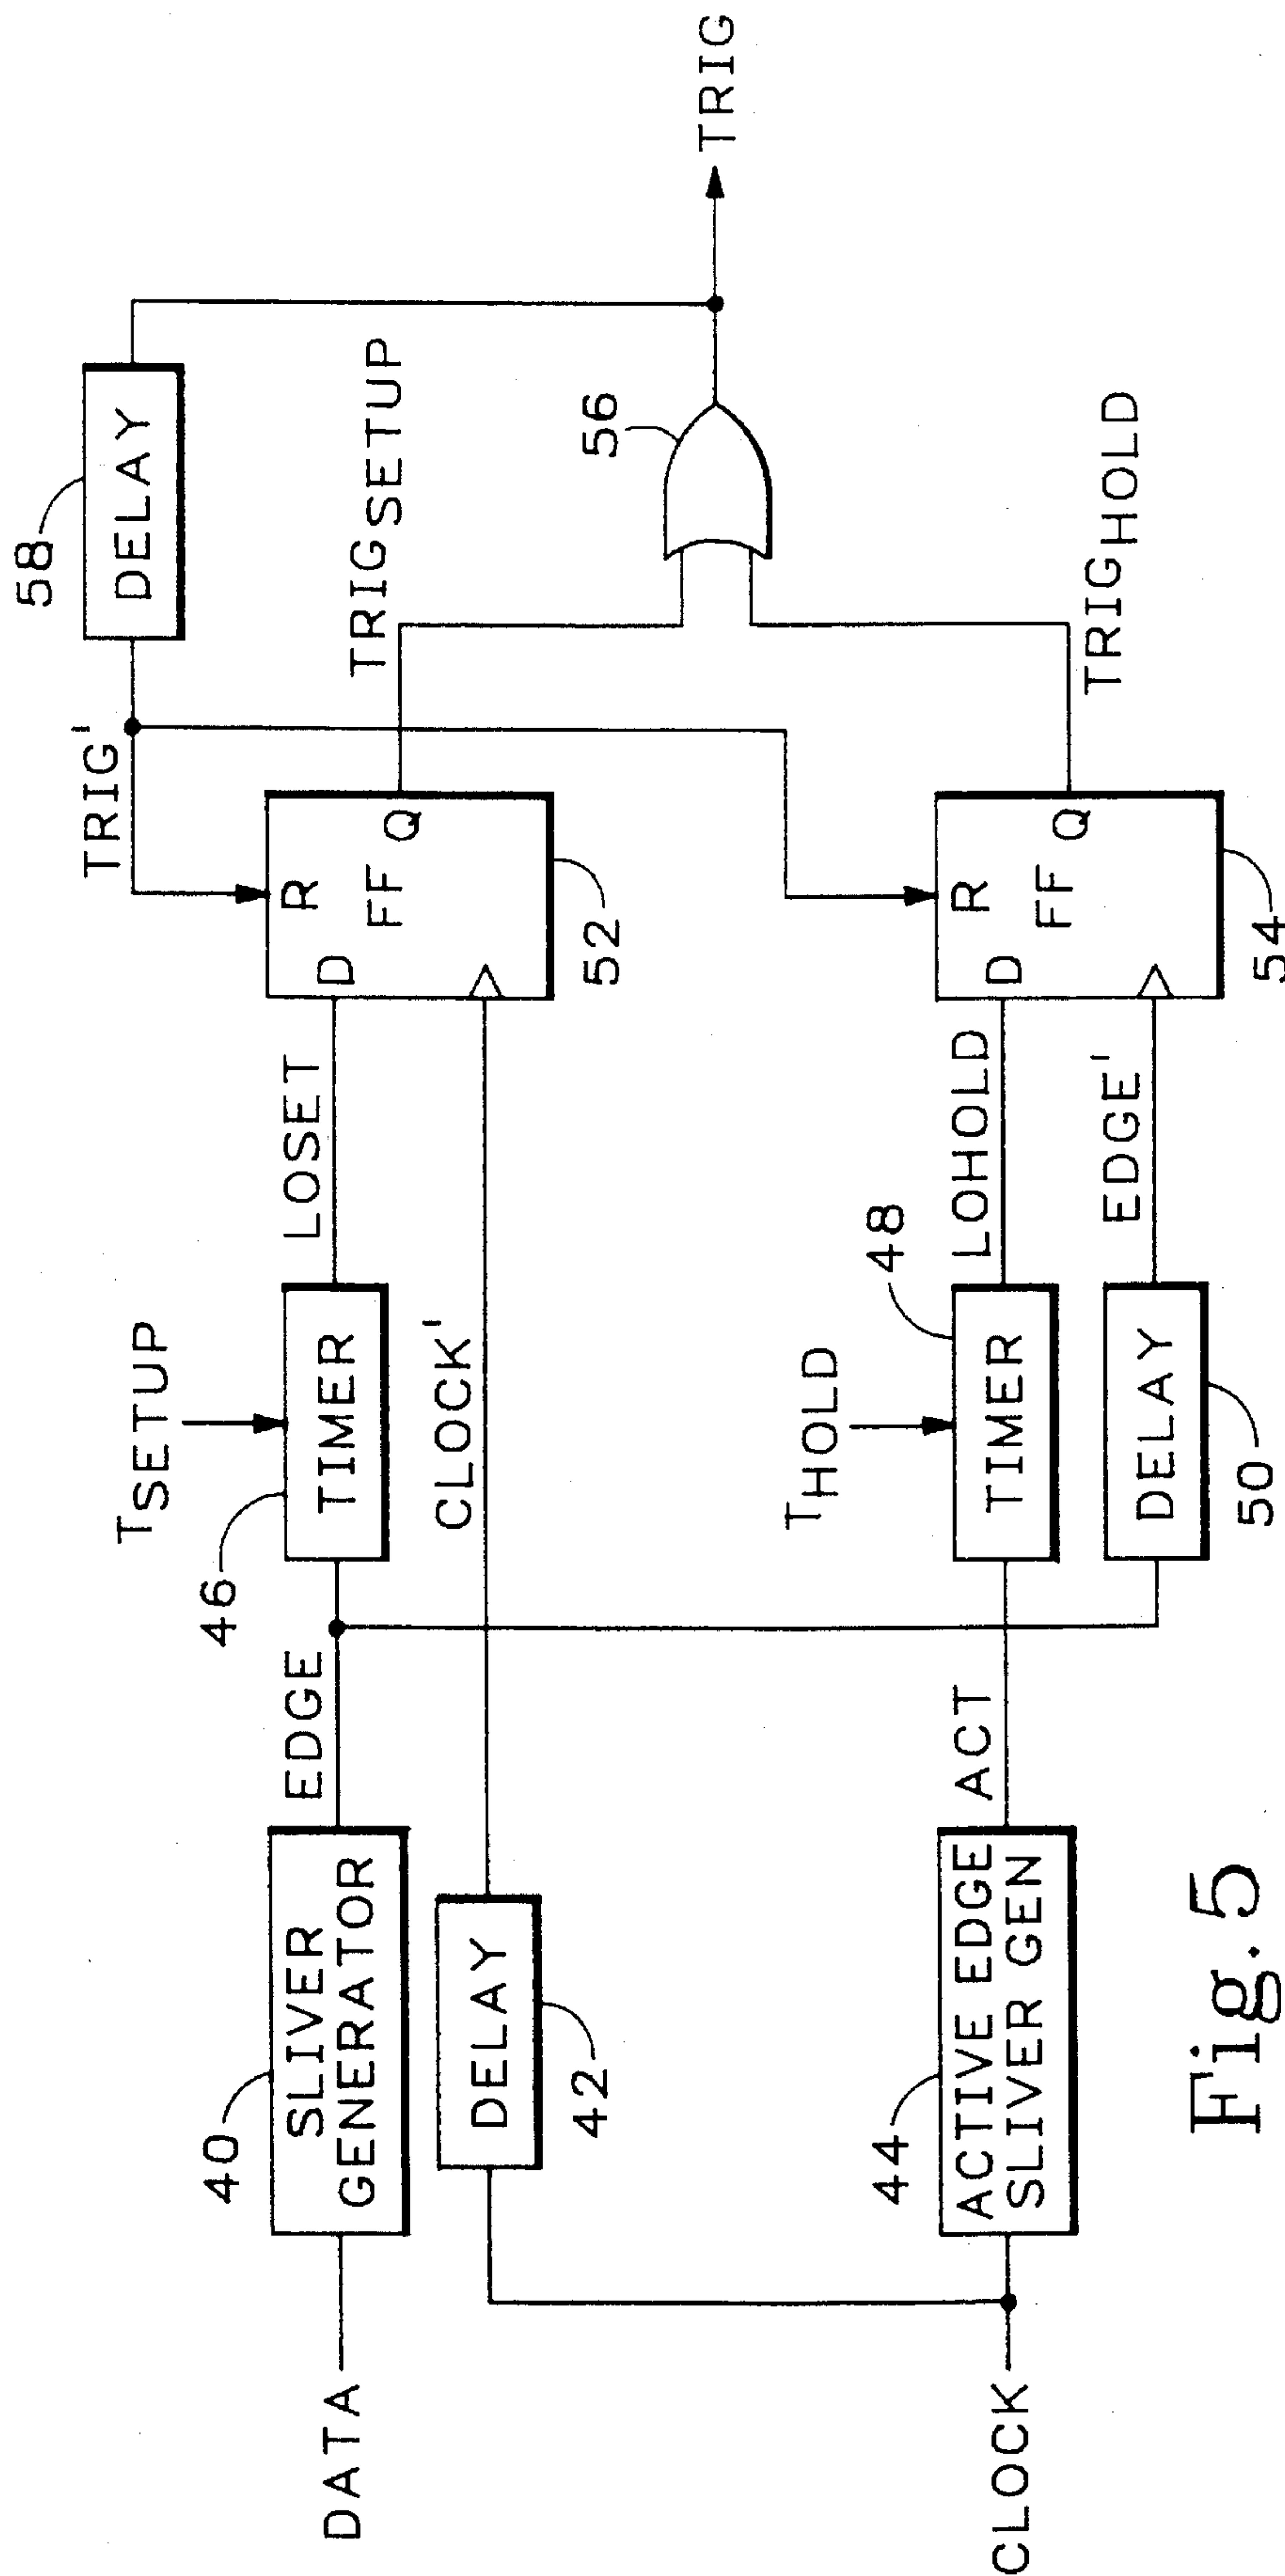 58
DELAY
TRIG'
TRIG
TSETUP
46
TIMER
LOSET
R
D
FF
Q
52
TRIGSETUP
56
EDGE
40
SLIVER
GENERATOR
DATA
DELAY
42
CLOCK'
THOLD
48
TIMER
LOHOLD
R
D
FF
Q
54
TRIGHOLD
ACT
44
ACTIVE EDGE
SLIVER GEN
CLOCK
DELAY
50
EDGE'
Fig. 5